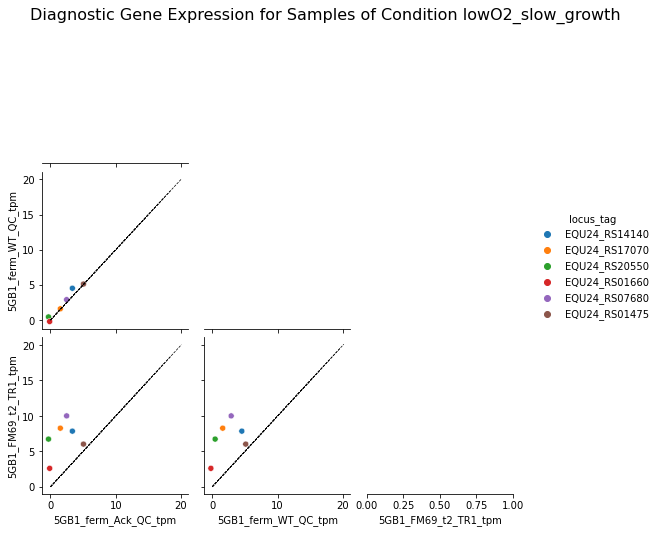 Diagnostic Gene Expression for Samples of Condition lowO2_slow_growth
20
15
10
5
0
5GB1_ferm_WT_QC_tpm
locus_tag
EQU24_RS14140
EQU24_RS17070
EQU24_RS20550
EQU24_RS01660
EQU24_RS07680
EQU24_RS01475
20
15
10
5
0
5GB1_FM69_t2_TR1_tpm
0 10 20
0 10 20
0.00 0.25 0.50 0.75 1.00
5GB1_ferm_Ack_QC_tpm
5GB1_ferm_WT_QC_tpm
5GB1_FM69_t2_TR1_tpm